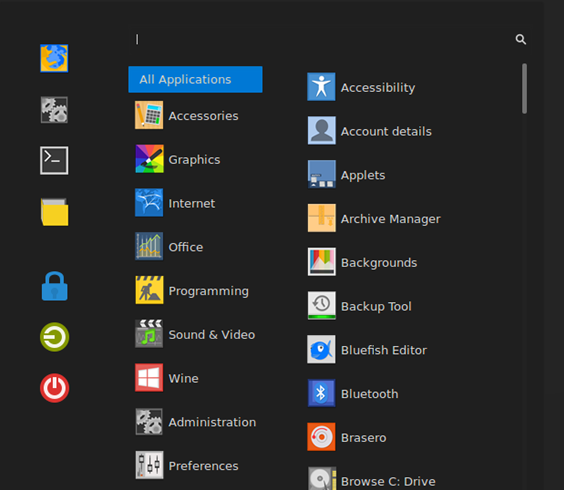 All Applications
Accessories
Graphics
Internet
Office
Programming
Sound & Video
Wine
Administration
Preferences
Accessibility
Account details
Applets
Archive Manager
Backgrounds
Backup Tool
Bluefish Editor
Bluetooth
Brasero
Browse C: Drive